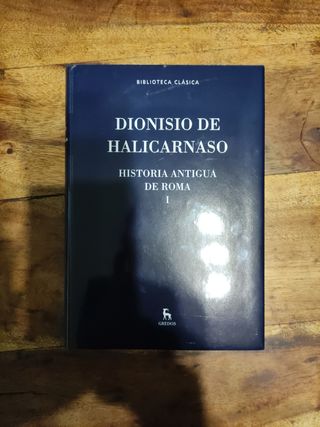 BIBLIOTECA CLÁSICA
DIONISIO DE
HALICARNASO
HISTORIA ANTIGUA
DE ROMA
I
GREDOS